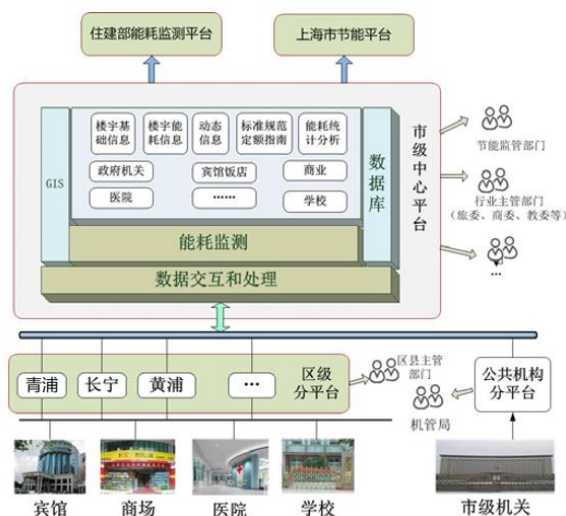 住建部能耗监测平台
上海市节能平台
楼宇基
础信息
楼宇能
耗信息
动态
信息
标准规范
定额指南
能耗统
计分析
政府机关
宾馆饭店
商业
医院
……
学校
GIS
数据库
市级中心平台
能耗监测
数据交互和处理
节能监管部门
行业主管部门
(旅委、商委、教委等)
...
青浦
长宁
黄浦
...
区级
分平台
区县主管
部门
机管局
公共机构
分平台
宾馆
商场
医院
学校
市级机关